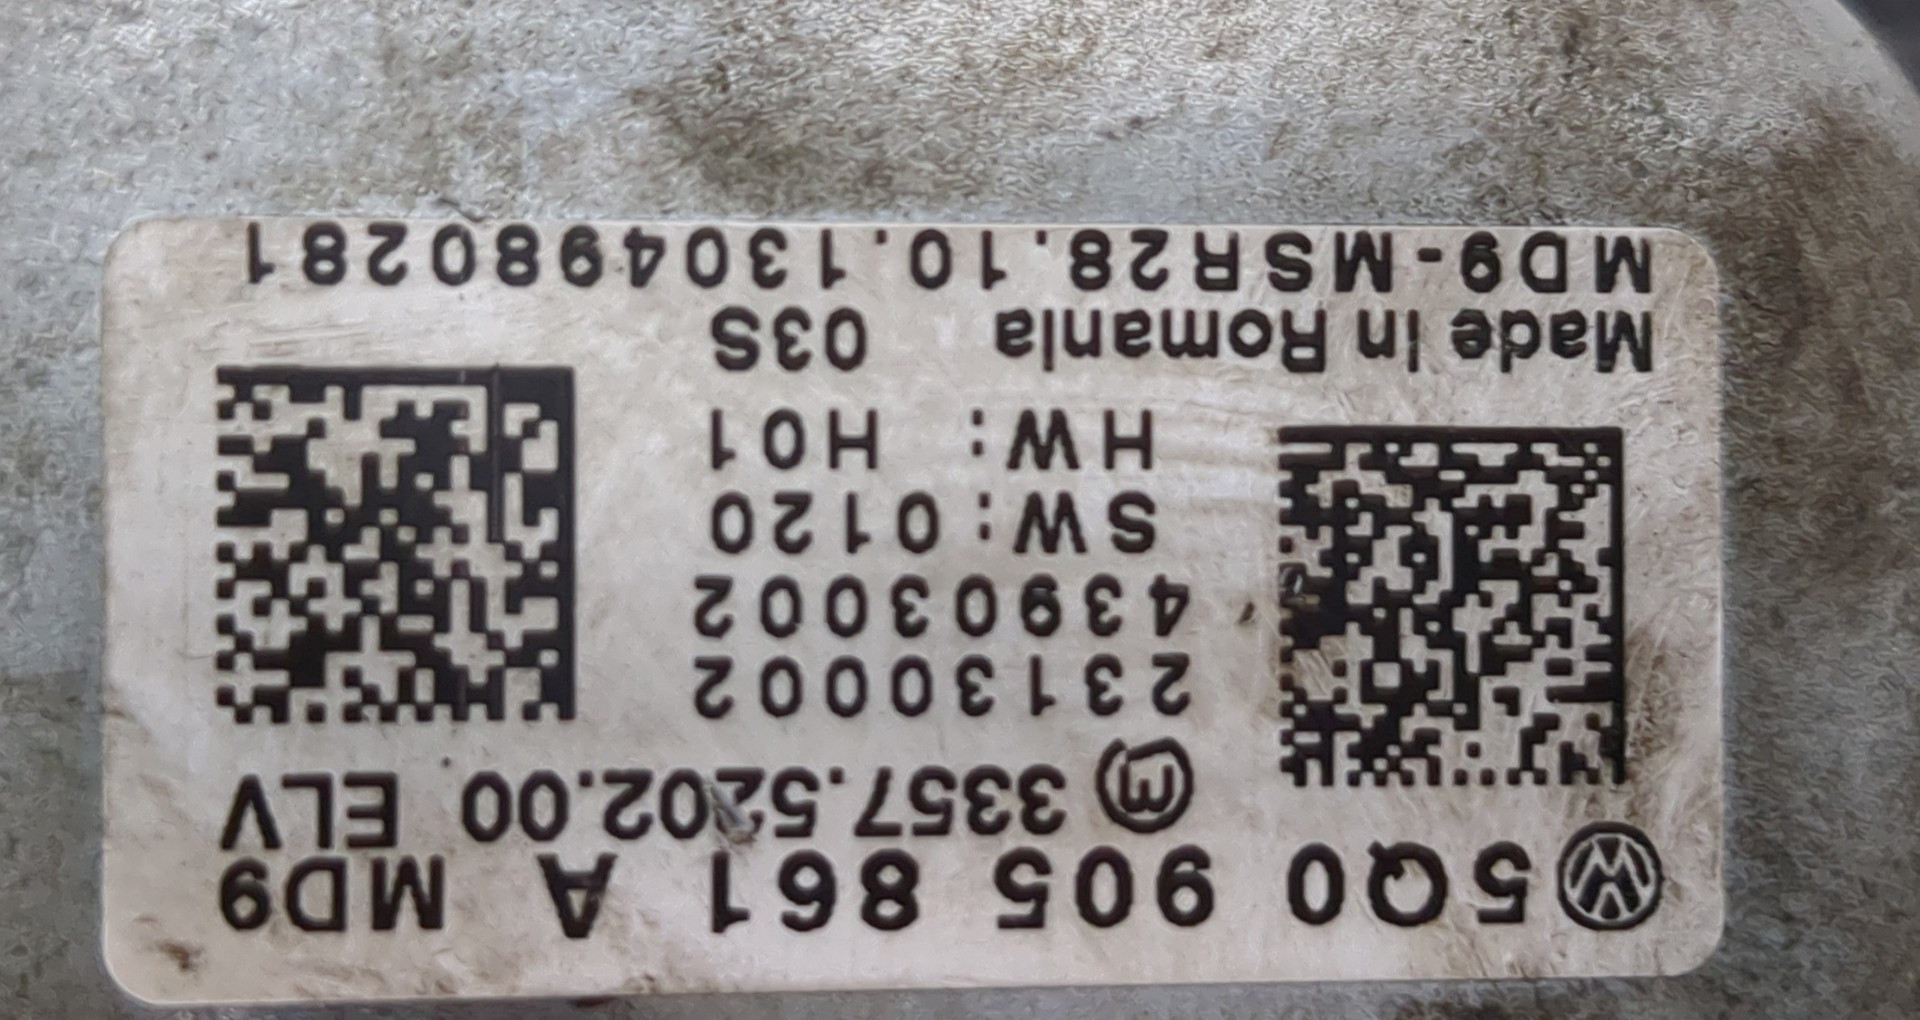 5Q0 905 861 A MD9
3357.5202.00 ELV
23130002
43903002
SW: 0120
HW: H01
Made in Romania 03S
MD9-MSR28.10.1304980281